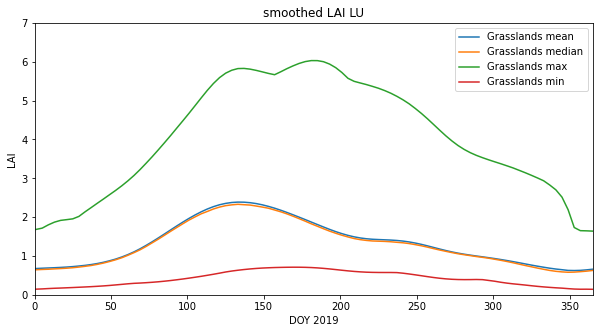 smoothed LAI LU
7
6
5
4
3
2
1
0
LAI
Grasslands mean
Grasslands median
Grasslands max
Grasslands min
0 50 100 150 200 250 300 350
DOY 2019